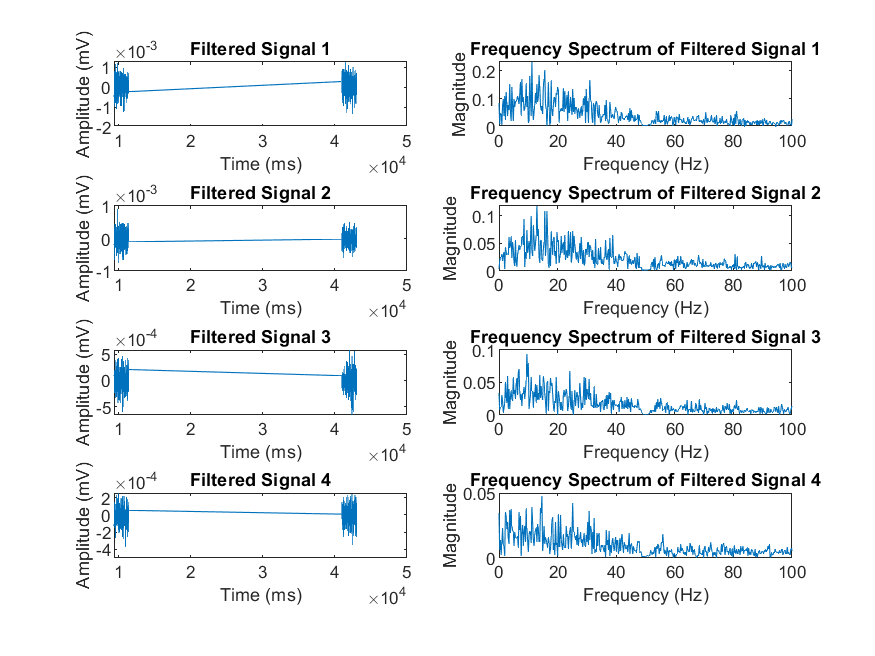 Filtered Signal 1
×10-3
Amplitude (mV)
1
0
-1
-2
1 2 3 4 5
Time (ms)
×104
Frequency Spectrum of Filtered Signal 1
Magnitude
0.2
0.1
0
0 20 40 60 80 100
Frequency (Hz)
Filtered Signal 2
×10-3
Amplitude (mV)
1
0
-1
1 2 3 4 5
Time (ms)
×104
Frequency Spectrum of Filtered Signal 2
Magnitude
0.1
0.05
0
0 20 40 60 80 100
Frequency (Hz)
Filtered Signal 3
×10-4
Amplitude (mV)
5
0
-5
1 2 3 4 5
Time (ms)
×104
Frequency Spectrum of Filtered Signal 3
Magnitude
0.1
0.05
0
0 20 40 60 80 100
Frequency (Hz)
Filtered Signal 4
×10-4
Amplitude (mV)
2
0
-2
-4
1 2 3 4 5
Time (ms)
×104
Frequency Spectrum of Filtered Signal 4
Magnitude
0.05
0
0 20 40 60 80 100
Frequency (Hz)